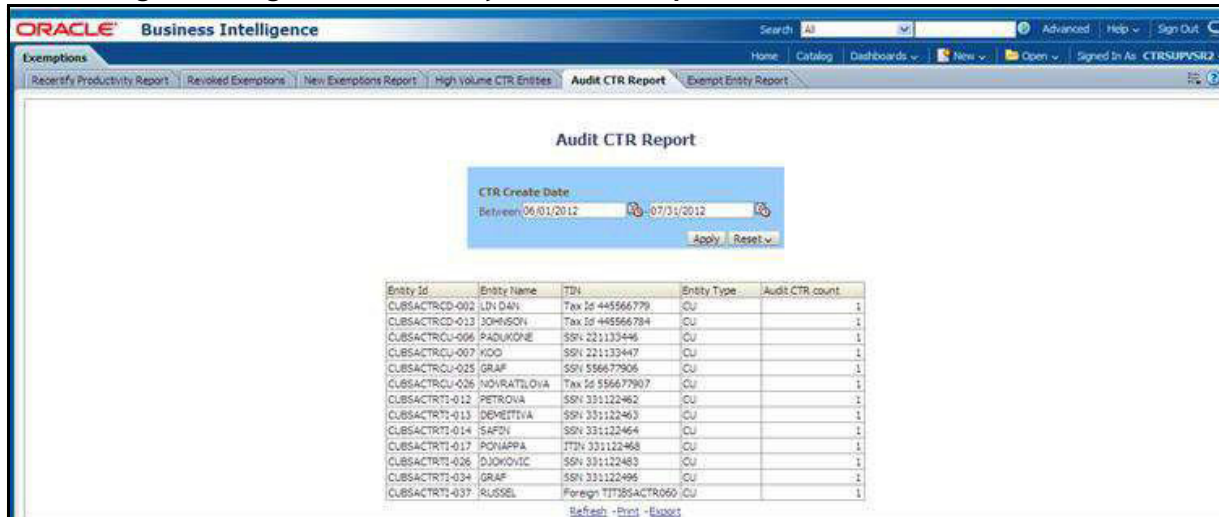 ORACLE Business Intelligence Search All Advanced Help Sign Out
Exemptions Home Catalog Dashboards New Open Signed In As CTRSUPVSR2
Recertify Productivity Report Revoked Exemptions New Exemptions Report High Volume CTR Entities Audit CTR Report Exempt Entity Report
Audit CTR Report
CTR Create Date
Between 06/01/2012 - 07/31/2012
Apply Reset
Entity Id Entity Name TIN Entity Type Audit CTR count
CUBSACTRCD-002 LIN DAN Tax Id 445566779 CU 1
CUBSACTRCD-013 JOHNSON Tax Id 445566784 CU 1
CUBSACTRCU-006 PADUKONE SSN 221133446 CU 1
CUBSACTRCU-007 KOO SSN 221133447 CU 1
CUBSACTRCU-025 GRAF SSN 556677906 CU 1
CUBSACTRCU-026 NOVRATILOVA Tax Id 556677907 CU 1
CUBSACTRTI-012 PETROVA SSN 331122462 CU 1
CUBSACTRTI-013 DEMEITIVA SSN 331122463 CU 1
CUBSACTRTI-014 SAFIN SSN 331122464 CU 1
CUBSACTRTI-017 PONAPPA ITIN 331122468 CU 1
CUBSACTRTI-026 DJOKOVIC SSN 331122483 CU 1
CUBSACTRTI-034 GRAF SSN 331122496 CU 1
CUBSACTRTI-037 RUSSEL Foreign TITIBSACTR060 CU 1
Refresh - Print - Export